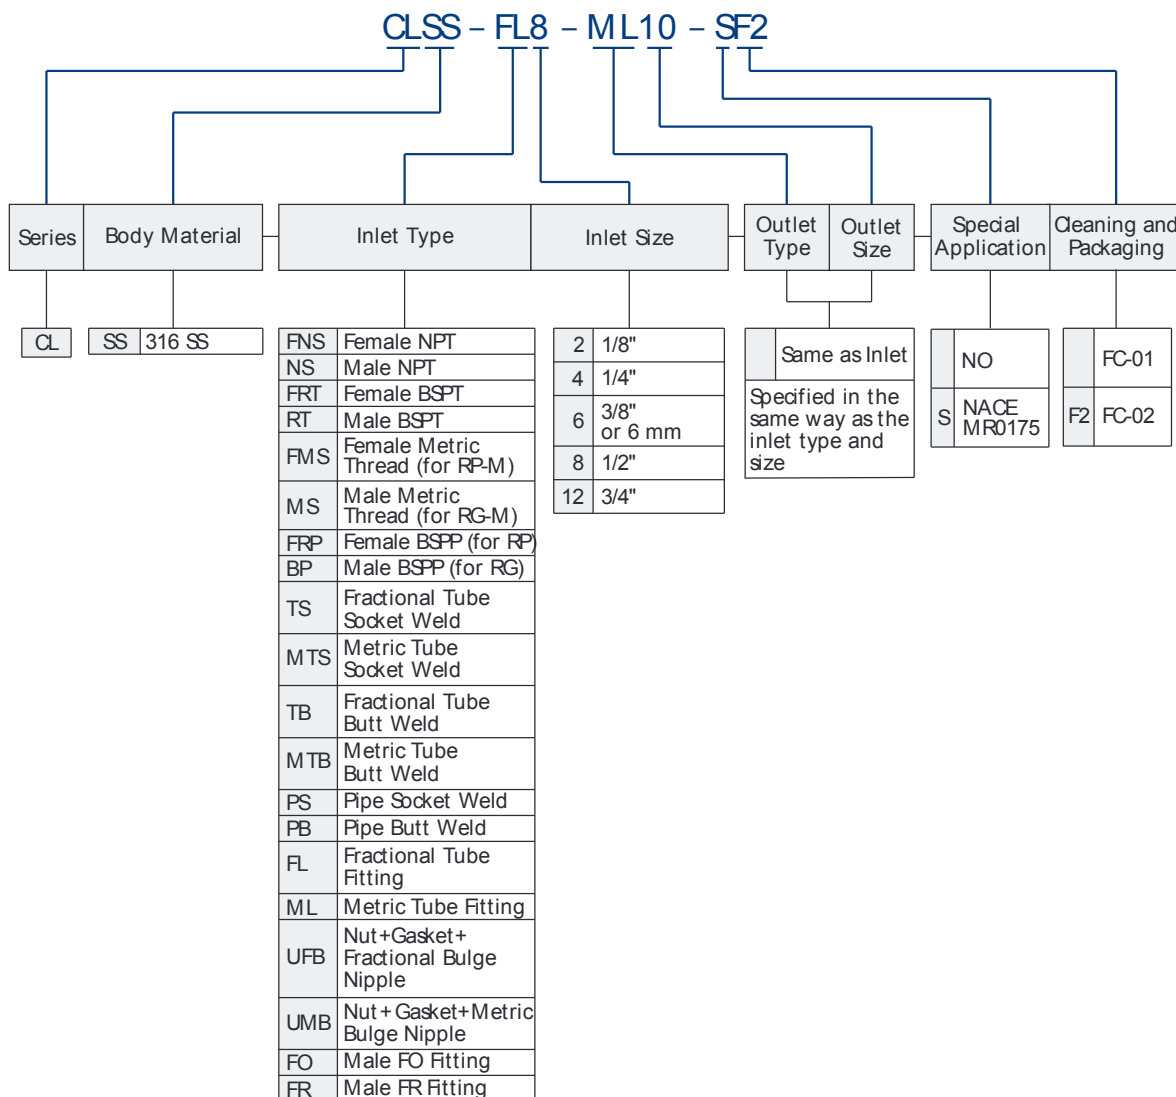 CLSS – FL8 – ML10 – SF2
Series
Body Material
Inlet Type
Inlet Size
Outlet
Type
Outlet
Size
Special
Application
Cleaning and
Packaging
CL
SS 316 SS
FNS Female NPT
NS Male NPT
FRT Female BSPT
RT Male BSPT
FMS Female Metric
Thread (for RP-M)
MS Male Metric
Thread (for RG-M)
FRP Female BSPP (for RP)
BP Male BSPP (for RG)
TS Fractional Tube
Socket Weld
MTS Metric Tube
Socket Weld
TB Fractional Tube
Butt Weld
MTB Metric Tube
Butt Weld
PS Pipe Socket Weld
PB Pipe Butt Weld
FL Fractional Tube
Fitting
ML Metric Tube Fitting
UFB Nut+Gasket+
Fractional Bulge
Nipple
UMB Nut+Gasket+Metric
Bulge Nipple
FO Male FO Fitting
FR Male FR Fitting
2 1/8"
4 1/4"
6 3/8"
or 6 mm
8 1/2"
12 3/4"
Same as Inlet
Specified in the
same way as the
inlet type and
size
NO
S NACE
MR0175
FC-01
F2 FC-02